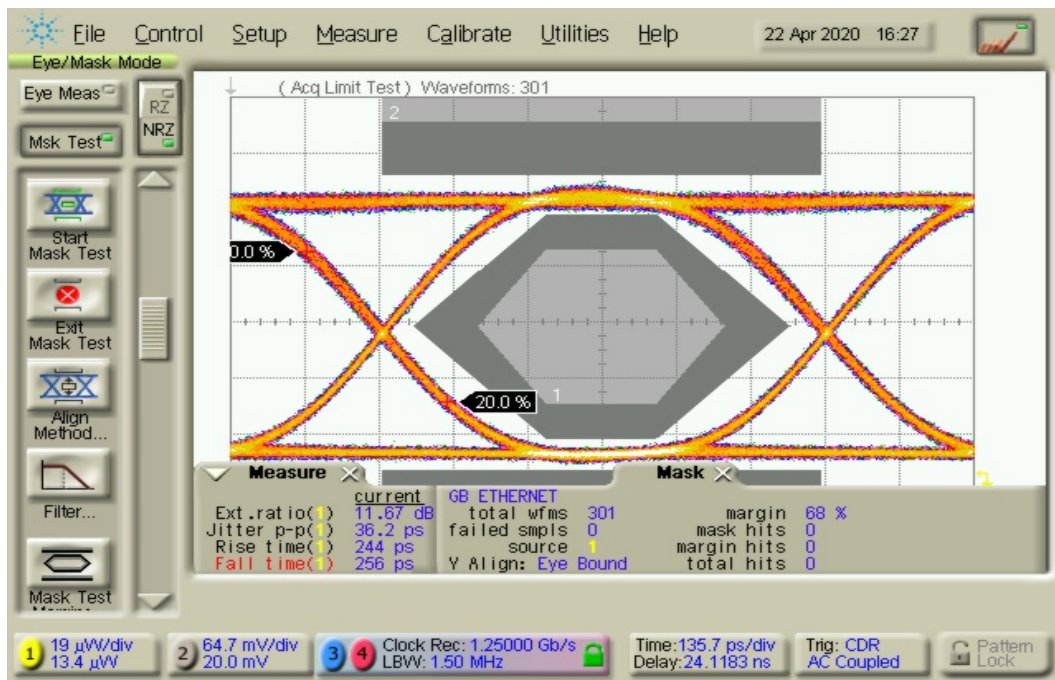 File Control Setup Measure Calibrate Utilities Help 22 Apr 2020 16:27
Eye/Mask Mode
Eye Meas
RZ
NRZ
Msk Test
Start
Mask Test
Exit
Mask Test
Align
Method...
Filter...
Mask Test
( Acq Limit Test ) Waveforms: 301
2
0.0 %
20.0 %
1
Measure
current
Ext.ratio(1) 11.67 dB
Jitter p-p(1) 36.2 ps
Rise time(1) 244 ps
Fall time(1) 256 ps
Mask
GB ETHERNET
total wfms 301 margin 68 %
failed smpls 0 mask hits 0
source 1 margin hits 0
Y Align: Eye Bound total hits 0
1 19 µW/div
13.4 µW
2 64.7 mV/div
20.0 mV
3 4 Clock Rec: 1.25000 Gb/s
LBW: 1.50 MHz
Time:135.7 ps/div
Delay:24.1183 ns
Trig: CDR
AC Coupled
Pattern
Lock